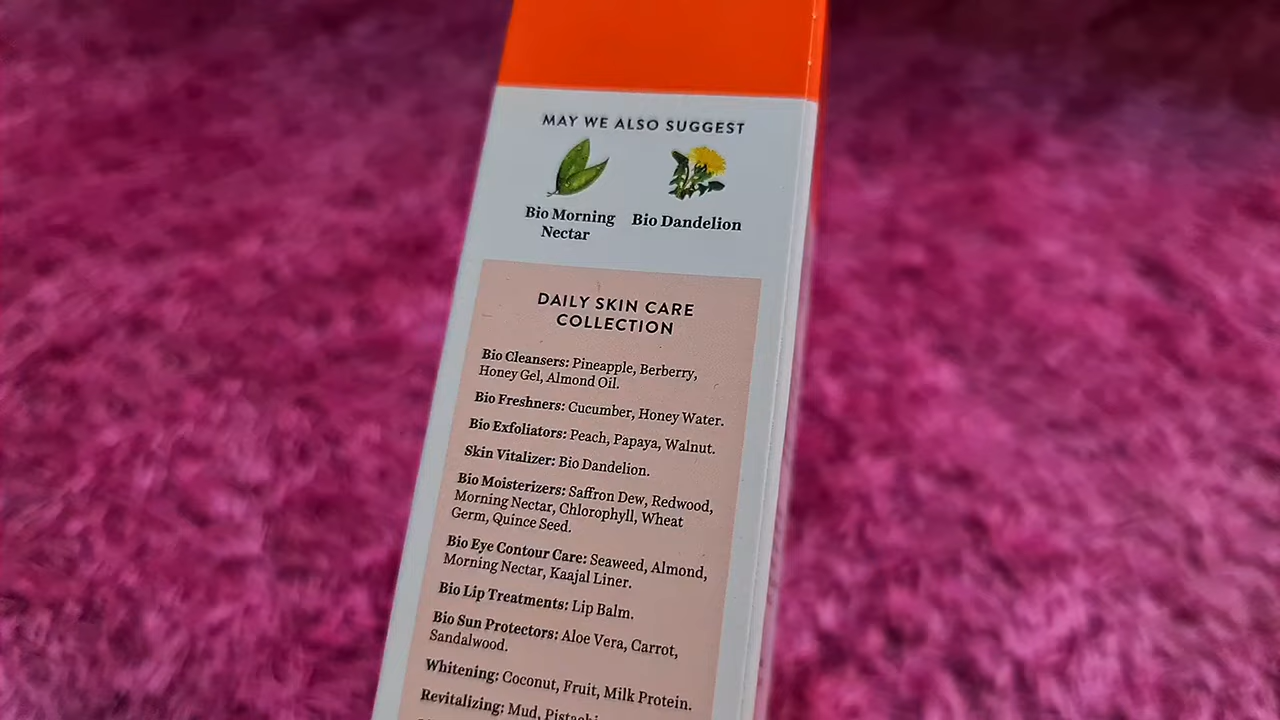 MAY WE ALSO SUGGEST
Bio Morning
Nectar
Bio Dandelion
DAILY SKIN CARE
COLLECTION
Bio Cleansers: Pineapple, Berberry,
Honey Gel, Almond Oil.
Bio Freshners: Cucumber, Honey Water.
Bio Exfoliators: Peach, Papaya, Walnut.
Skin Vitalizer: Bio Dandelion.
Bio Moisterizers: Saffron Dew, Redwood,
Morning Nectar, Chlorophyll, Wheat
Germ, Quince Seed.
Bio Eye Contour Care: Seaweed, Almond,
Morning Nectar, Kaajal Liner.
Bio Lip Treatments: Lip Balm.
Bio Sun Protectors: Aloe Vera, Carrot,
Sandalwood.
Whitening: Coconut, Fruit, Milk Protein.
Revitalizing: Mud,